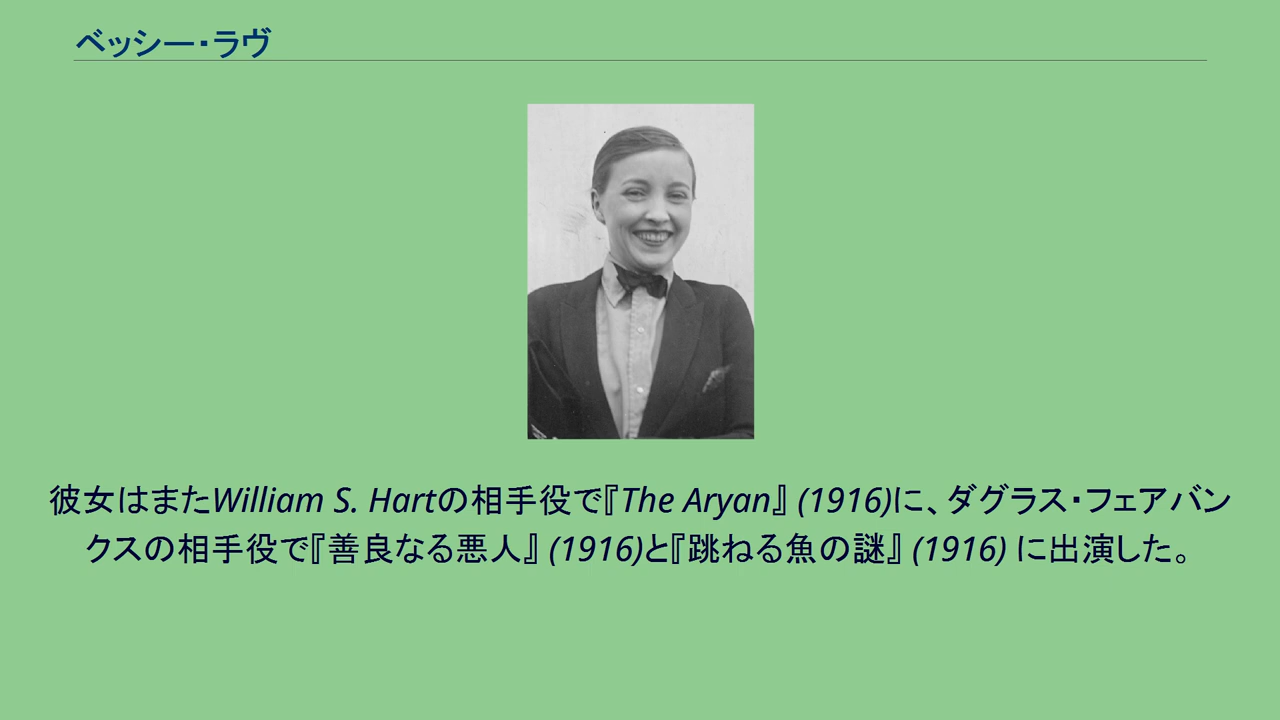 ベッシー・ラヴ
彼女はまたWilliam S. Hartの相手役で『The Aryan』 (1916)に、ダグラス・フェアバン
クスの相手役で『善良なる悪人』 (1916)と『跳ねる魚の謎』 (1916) に出演した。